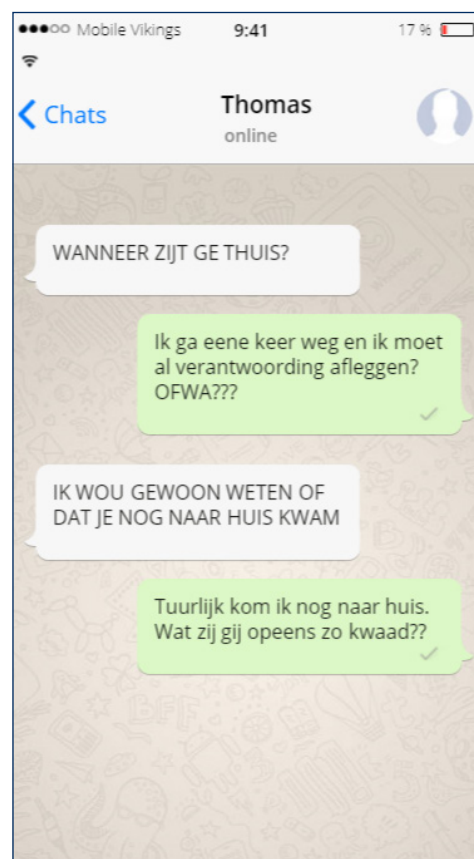 ●●●○○ Mobile Vikings 9:41 17 %
Chats Thomas
online
WANNEER ZIJT GE THUIS?
Ik ga eene keer weg en ik moet
al verantwoording afleggen?
OFWA???
IK WOU GEWOON WETEN OF
DAT JE NOG NAAR HUIS KWAM
Tuurlijk kom ik nog naar huis.
Wat zij gij opeens zo kwaad??
BFF